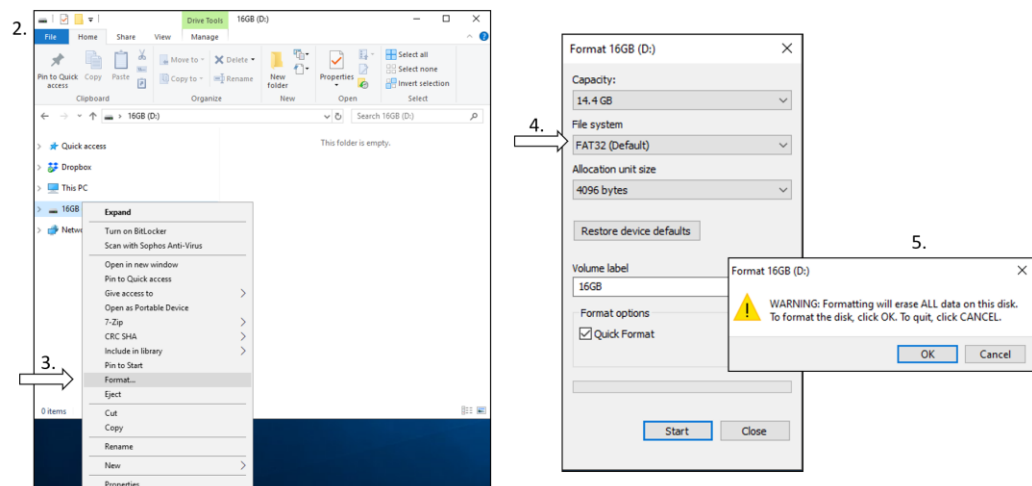 2.
Drive Tools 16GB (D:)
File Home Share View Manage
Pin to Quick access
Copy
Paste
Clipboard
Move to
Copy to
Delete
Rename
Organize
New folder
New
Properties
Open
Select all
Select none
Invert selection
Select
16GB (D:)
Search 16GB (D:)
Quick access
Dropbox
This PC
16GB
Netw
This folder is empty.
Expand
Turn on BitLocker
Scan with Sophos Anti-Virus
Open in new window
Pin to Quick access
Give access to
Open as Portable Device
7-Zip
CRC SHA
Include in library
Pin to Start
3.
Format...
Eject
Cut
Copy
Rename
New
Properties
0 items
Format 16GB (D:)
Capacity:
14.4 GB
4.
File system
FAT32 (Default)
Allocation unit size
4096 bytes
Restore device defaults
Volume label
16GB
Format options
Quick Format
Start Close
5.
Format 16GB (D:)
WARNING: Formatting will erase ALL data on this disk.
To format the disk, click OK. To quit, click CANCEL.
OK Cancel